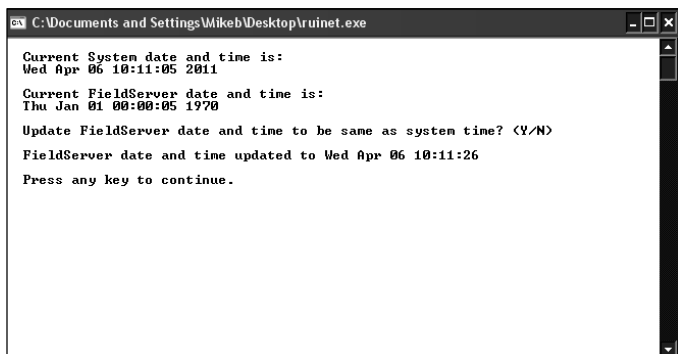 C:\Documents and Settings\Mikeb\Desktop\ruinet.exe
Current System date and time is:
Wed Apr 06 10:11:05 2011
Current FieldServer date and time is:
Thu Jan 01 00:00:05 1970
Update FieldServer date and time to be same as system time? (Y/N)
FieldServer date and time updated to Wed Apr 06 10:11:26
Press any key to continue.